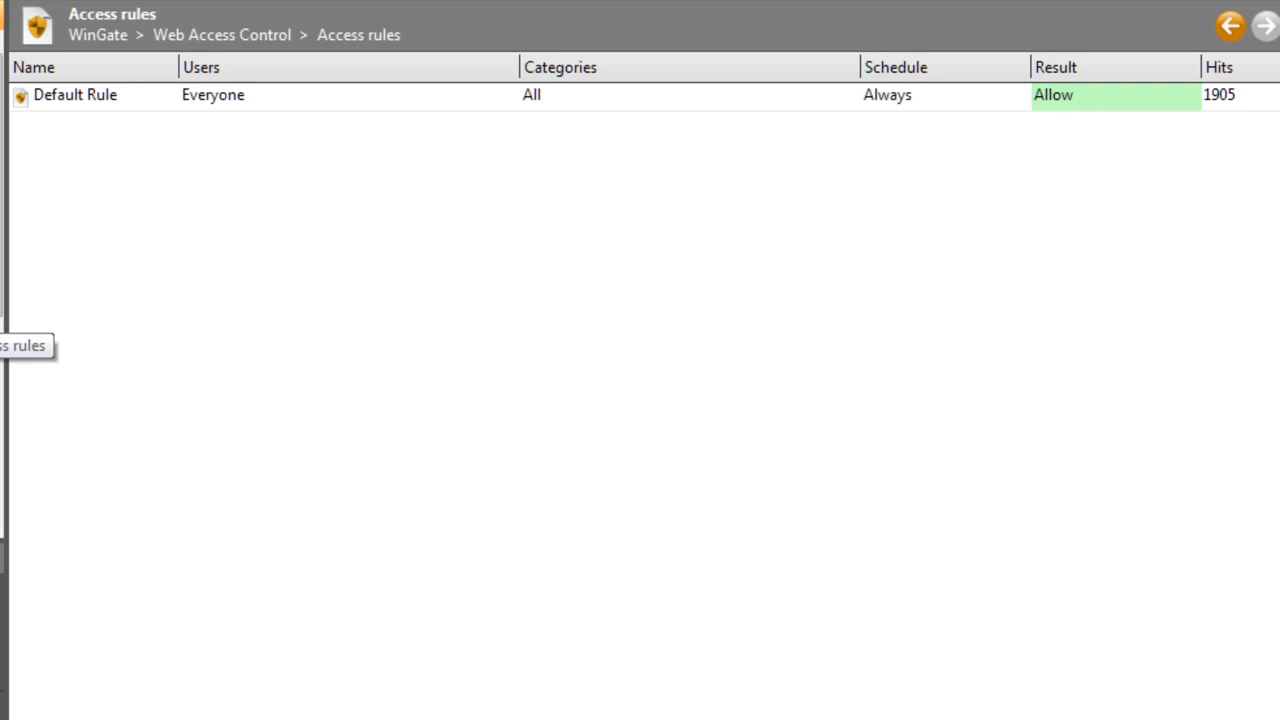 Access rules
WinGate > Web Access Control > Access rules
Name Users Categories Schedule Result Hits
Default Rule Everyone All Always Allow 1905
ss rules